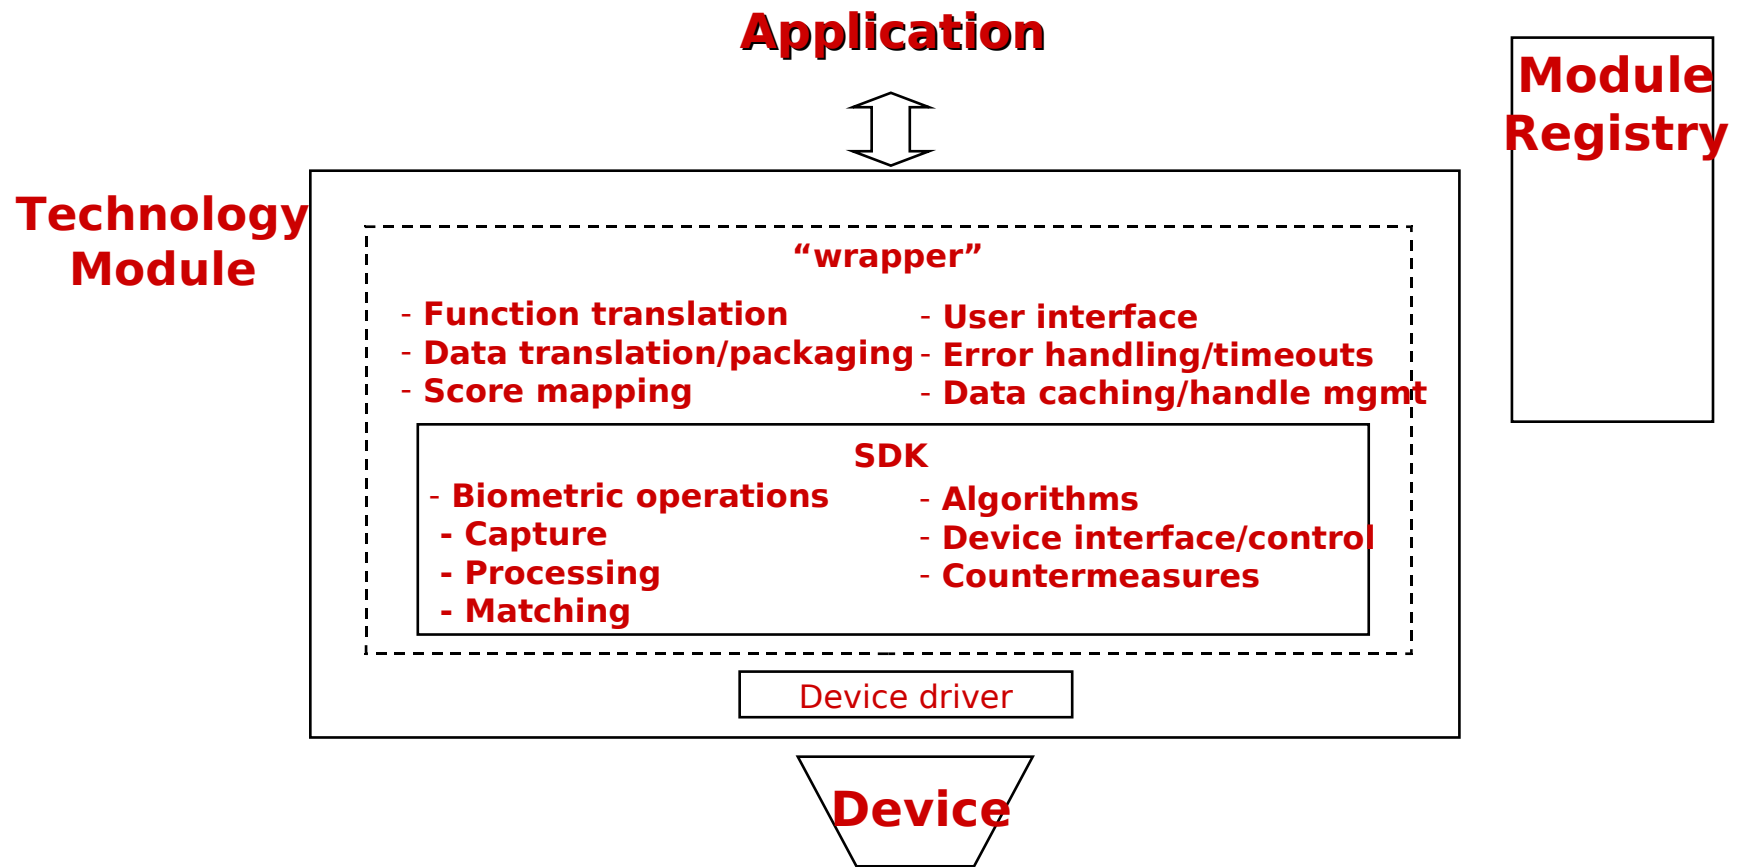 Application
Module
Registry
Technology
Module
“wrapper”
- Function translation
- Data translation/packaging
- Score mapping
- User interface
- Error handling/timeouts
- Data caching/handle mgmt
SDK
- Biometric operations
- Capture
- Processing
- Matching
- Algorithms
- Device interface/control
- Countermeasures
Device driver
Device